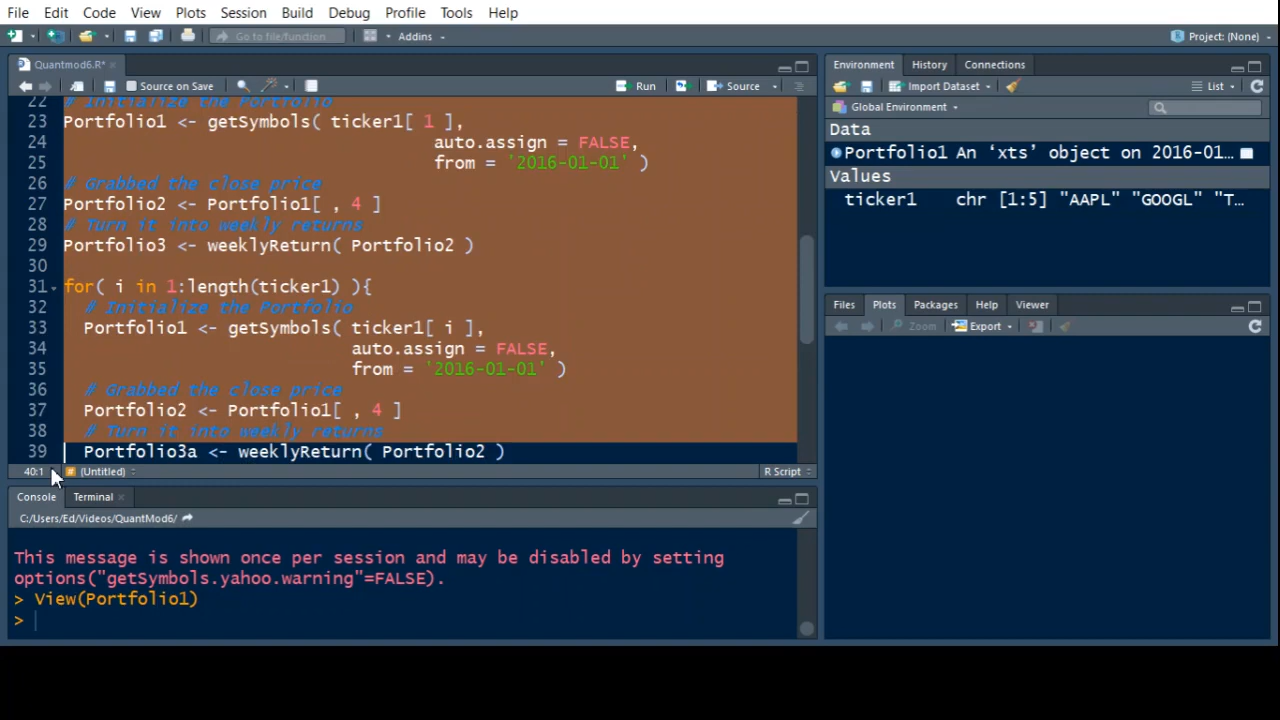 File Edit Code View Plots Session Build Debug Profile Tools Help
Go to file/function Addins Project: (None)
Quantmod6.R*
Source on Save Run Source
22 # Initialize the Portfolio
23 Portfolio1 <- getSymbols( ticker1[ 1 ],
24 auto.assign = FALSE,
25 from = '2016-01-01' )
26 # Grabbed the close price
27 Portfolio2 <- Portfolio1[ , 4 ]
28 # Turn it into weekly returns
29 Portfolio3 <- weeklyReturn( Portfolio2 )
30
31 for( i in 1:length(ticker1) ){
32 # Initialize the Portfolio
33 Portfolio1 <- getSymbols( ticker1[ i ],
34 auto.assign = FALSE,
35 from = '2016-01-01' )
36 # Grabbed the close price
37 Portfolio2 <- Portfolio1[ , 4 ]
38 # Turn it into weekly returns
39 Portfolio3a <- weeklyReturn( Portfolio2 )
40:1 # (Untitled) R Script
Console Terminal
C:/Users/Ed/Videos/QuantMod6/
This message is shown once per session and may be disabled by setting
options("getSymbols.yahoo.warning"=FALSE).
> View(Portfolio1)
>
Environment History Connections
Import Dataset List
Global Environment
Data
Portfolio1 An ‘xts’ object on 2016-01…
Values
ticker1 chr [1:5] "AAPL" "GOOGL" "T…
Files Plots Packages Help Viewer
Zoom Export